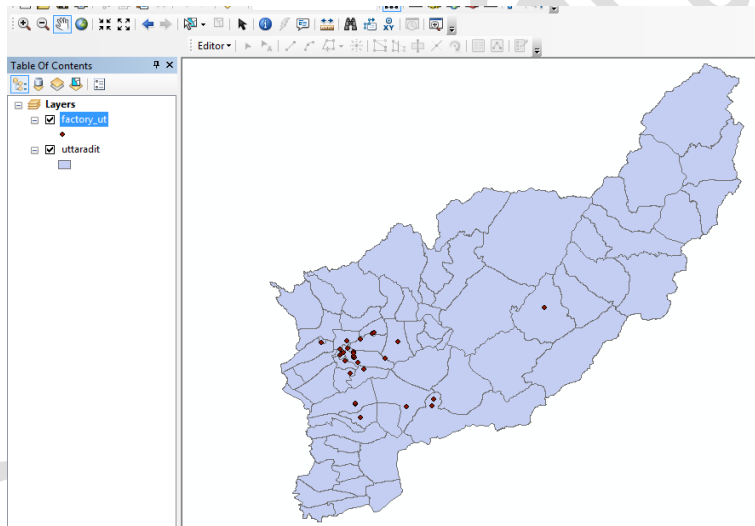 Editor
Table Of Contents
Layers
factory_ut
uttaradit